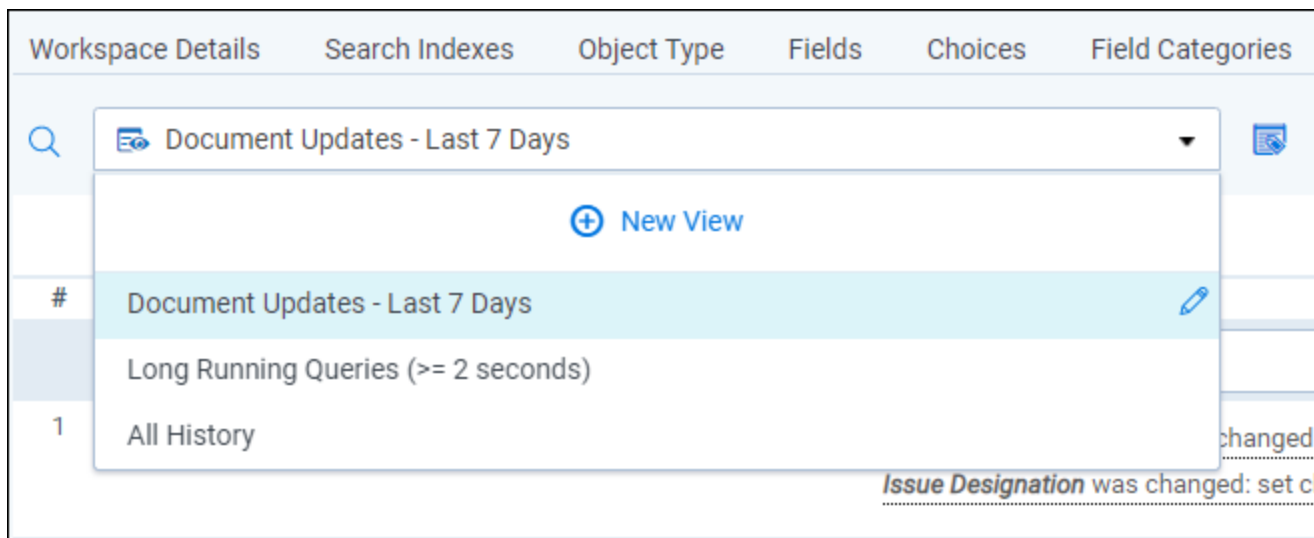 Workspace Details Search Indexes Object Type Fields Choices Field Categories
Document Updates - Last 7 Days
New View
#
Document Updates - Last 7 Days
Long Running Queries (>= 2 seconds)
1
All History
changed
Issue Designation was changed: set c